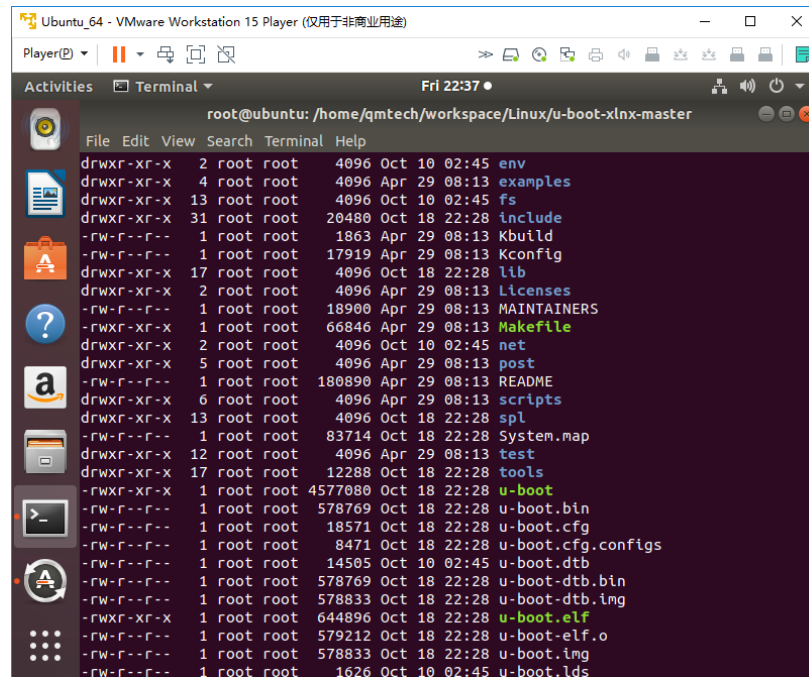 Ubuntu_64 - VMware Workstation 15 Player (仅用于非商业用途)
Player(P)
Activities Terminal Fri 22:37
root@ubuntu: /home/qmtech/workspace/Linux/u-boot-xlnx-master
File Edit View Search Terminal Help
drwxr-xr-x 2 root root 4096 Oct 10 02:45 env
drwxr-xr-x 4 root root 4096 Apr 29 08:13 examples
drwxr-xr-x 13 root root 4096 Oct 10 02:45 fs
drwxr-xr-x 31 root root 20480 Oct 18 22:28 include
-rw-r--r-- 1 root root 1863 Apr 29 08:13 Kbuild
-rw-r--r-- 1 root root 17919 Apr 29 08:13 Kconfig
drwxr-xr-x 17 root root 4096 Oct 18 22:28 lib
drwxr-xr-x 2 root root 4096 Apr 29 08:13 Licenses
-rw-r--r-- 1 root root 18900 Apr 29 08:13 MAINTAINERS
-rwxr-xr-x 1 root root 66846 Apr 29 08:13 Makefile
drwxr-xr-x 2 root root 4096 Oct 10 02:45 net
drwxr-xr-x 5 root root 4096 Apr 29 08:13 post
-rw-r--r-- 1 root root 180890 Apr 29 08:13 README
drwxr-xr-x 6 root root 4096 Apr 29 08:13 scripts
drwxr-xr-x 13 root root 4096 Oct 18 22:28 spl
-rw-r--r-- 1 root root 83714 Oct 18 22:28 System.map
drwxr-xr-x 12 root root 4096 Apr 29 08:13 test
drwxr-xr-x 17 root root 12288 Oct 18 22:28 tools
-rwxr-xr-x 1 root root 4577080 Oct 18 22:28 u-boot
-rw-r--r-- 1 root root 578769 Oct 18 22:28 u-boot.bin
-rw-r--r-- 1 root root 18571 Oct 18 22:28 u-boot.cfg
-rw-r--r-- 1 root root 8471 Oct 18 22:28 u-boot.cfg.configs
-rw-r--r-- 1 root root 14505 Oct 10 02:45 u-boot.dtb
-rw-r--r-- 1 root root 578769 Oct 18 22:28 u-boot-dtb.bin
-rw-r--r-- 1 root root 578833 Oct 18 22:28 u-boot-dtb.img
-rwxr-xr-x 1 root root 644896 Oct 18 22:28 u-boot.elf
-rw-r--r-- 1 root root 579212 Oct 18 22:28 u-boot-elf.o
-rw-r--r-- 1 root root 578833 Oct 18 22:28 u-boot.img
-rw-r--r-- 1 root root 1626 Oct 10 02:45 u-boot.lds